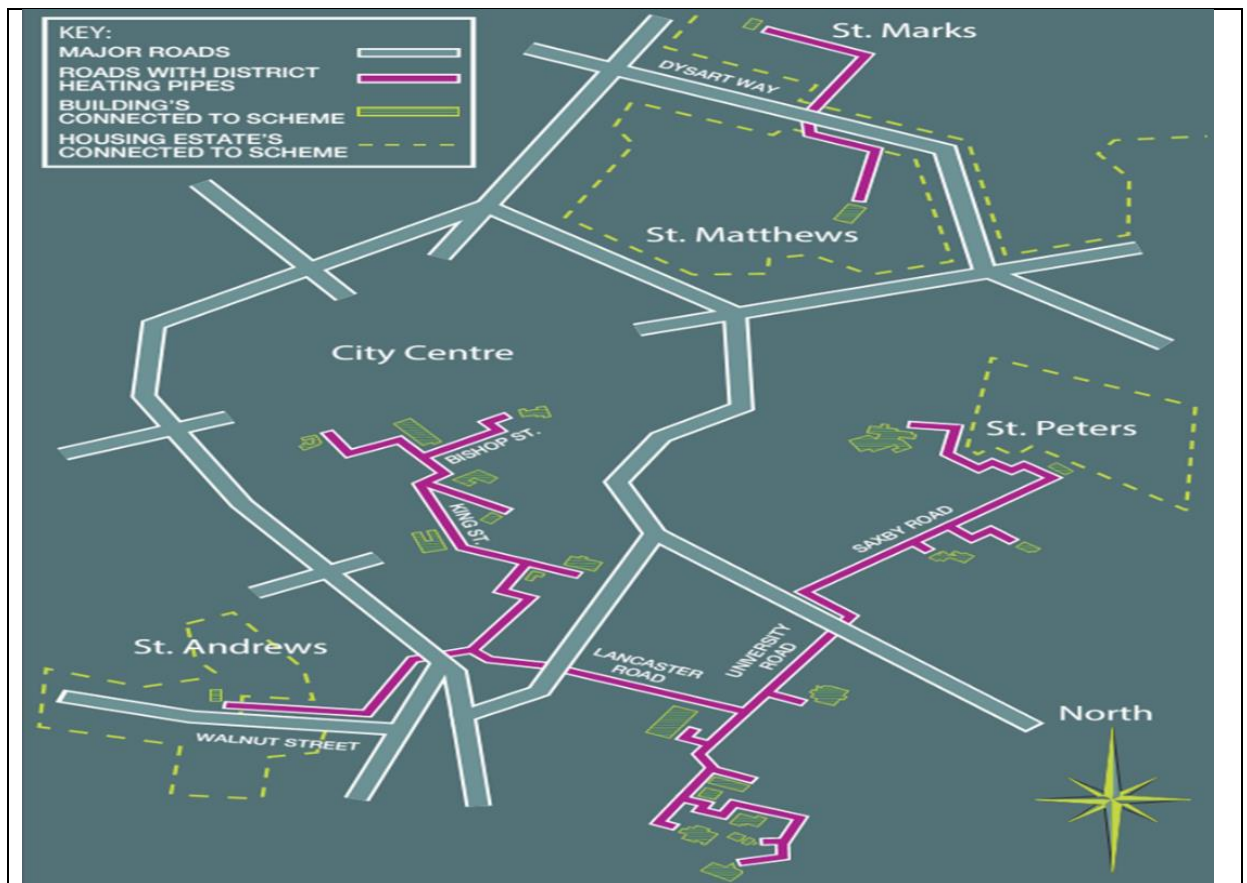 KEY:
MAJOR ROADS
ROADS WITH DISTRICT
HEATING PIPES
BUILDING'S
CONNECTED TO SCHEME
HOUSING ESTATE'S
CONNECTED TO SCHEME
St. Marks
DYSART WAY
St. Matthews
City Centre
St. Peters
BISHOP ST.
KING ST.
SAXBY ROAD
St. Andrews
LANCASTER
ROAD
UNIVERSITY
ROAD
North
WALNUT STREET